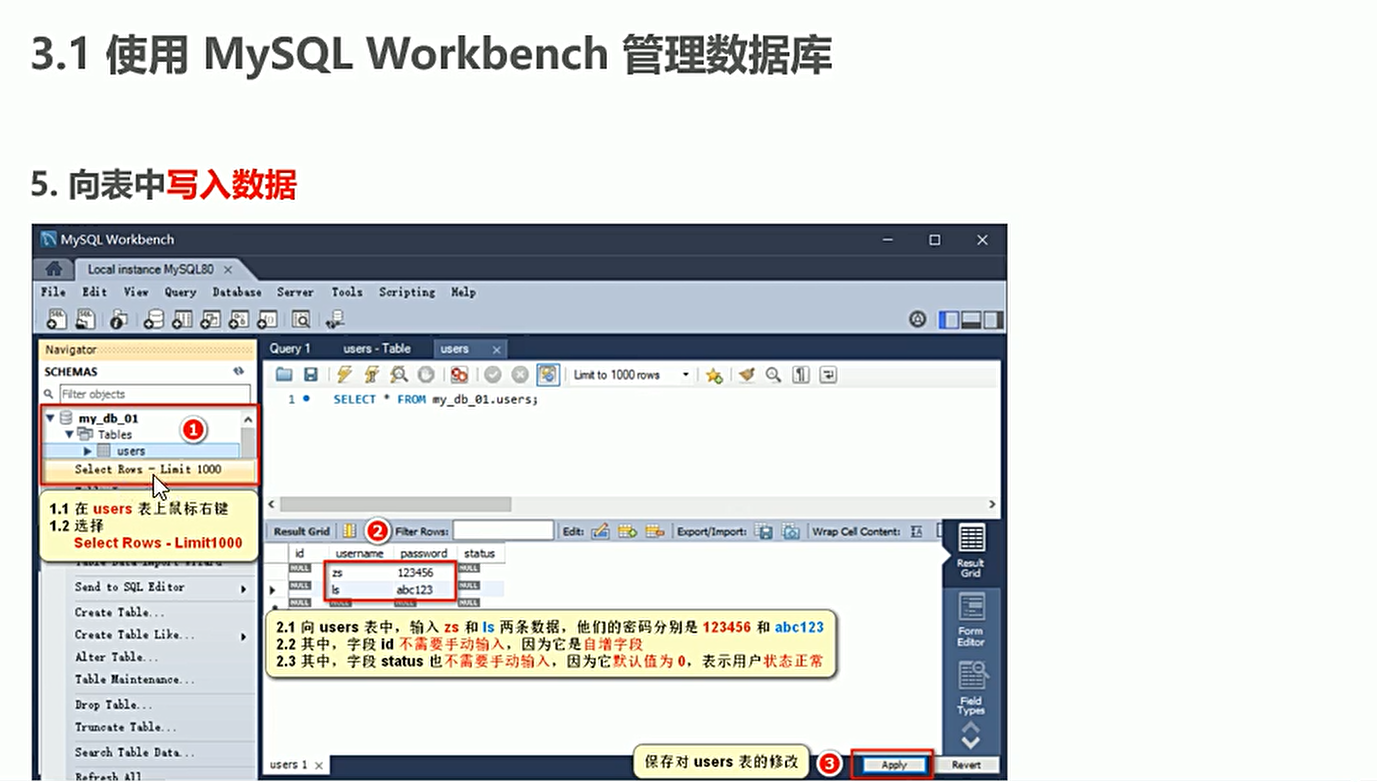 3.1 使用 MySQL Workbench 管理数据库
5. 向表中写入数据
MySQL Workbench
Local instance MySQL80
File Edit View Query Database Server Tools Scripting Help
Navigator
SCHEMAS
Filter objects
my_db_01
Tables
users
Select Rows - Limit 1000
1
1.1 在 users 表上鼠标右键
1.2 选择
Select Rows - Limit1000
Send to SQL Editor
Create Table...
Create Table Like...
Alter Table...
Table Maintenance...
Drop Table...
Truncate Table...
Search Table Data...
Refresh All
Query 1 users - Table users
Limit to 1000 rows
1 SELECT * FROM my_db_01.users;
Result Grid 2 Filter Rows: Edit: Export/Import: Wrap Cell Content:
id username password status
NULL zs 123456 NULL
NULL ls abc123 NULL
NULL NULL NULL NULL
2.1 向 users 表中，输入 zs 和 ls 两条数据，他们的密码分别是 123456 和 abc123
2.2 其中，字段 id 不需要手动输入，因为它是自增字段
2.3 其中，字段 status 也不需要手动输入，因为它默认值为 0，表示用户状态正常
Result
Grid
Form
Editor
Field
Types
users 1
保存对 users 表的修改 3 Apply Revert